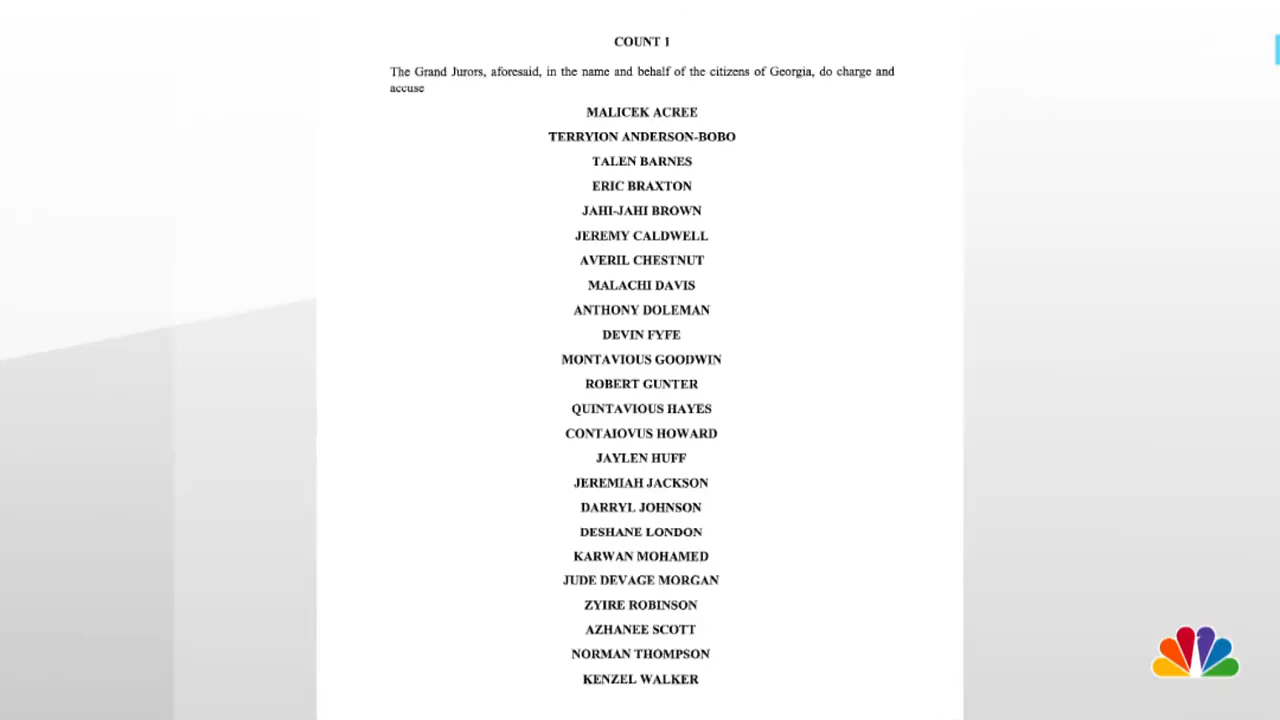 COUNT 1
The Grand Jurors, aforesaid, in the name and behalf of the citizens of Georgia, do charge and
accuse
MALICEK ACREE
TERRYION ANDERSON-BOBO
TALEN BARNES
ERIC BRAXTON
JAHI-JAHI BROWN
JEREMY CALDWELL
AVERIL CHESTNUT
MALACHI DAVIS
ANTHONY DOLEMAN
DEVIN FYFE
MONTAVIOUS GOODWIN
ROBERT GUNTER
QUINTAVIOUS HAYES
CONTAIOVUS HOWARD
JAYLEN HUFF
JEREMIAH JACKSON
DARRYL JOHNSON
DESHANE LONDON
KARWAN MOHAMED
JUDE DEVAGE MORGAN
ZYIRE ROBINSON
AZHANEE SCOTT
NORMAN THOMPSON
KENZEL WALKER